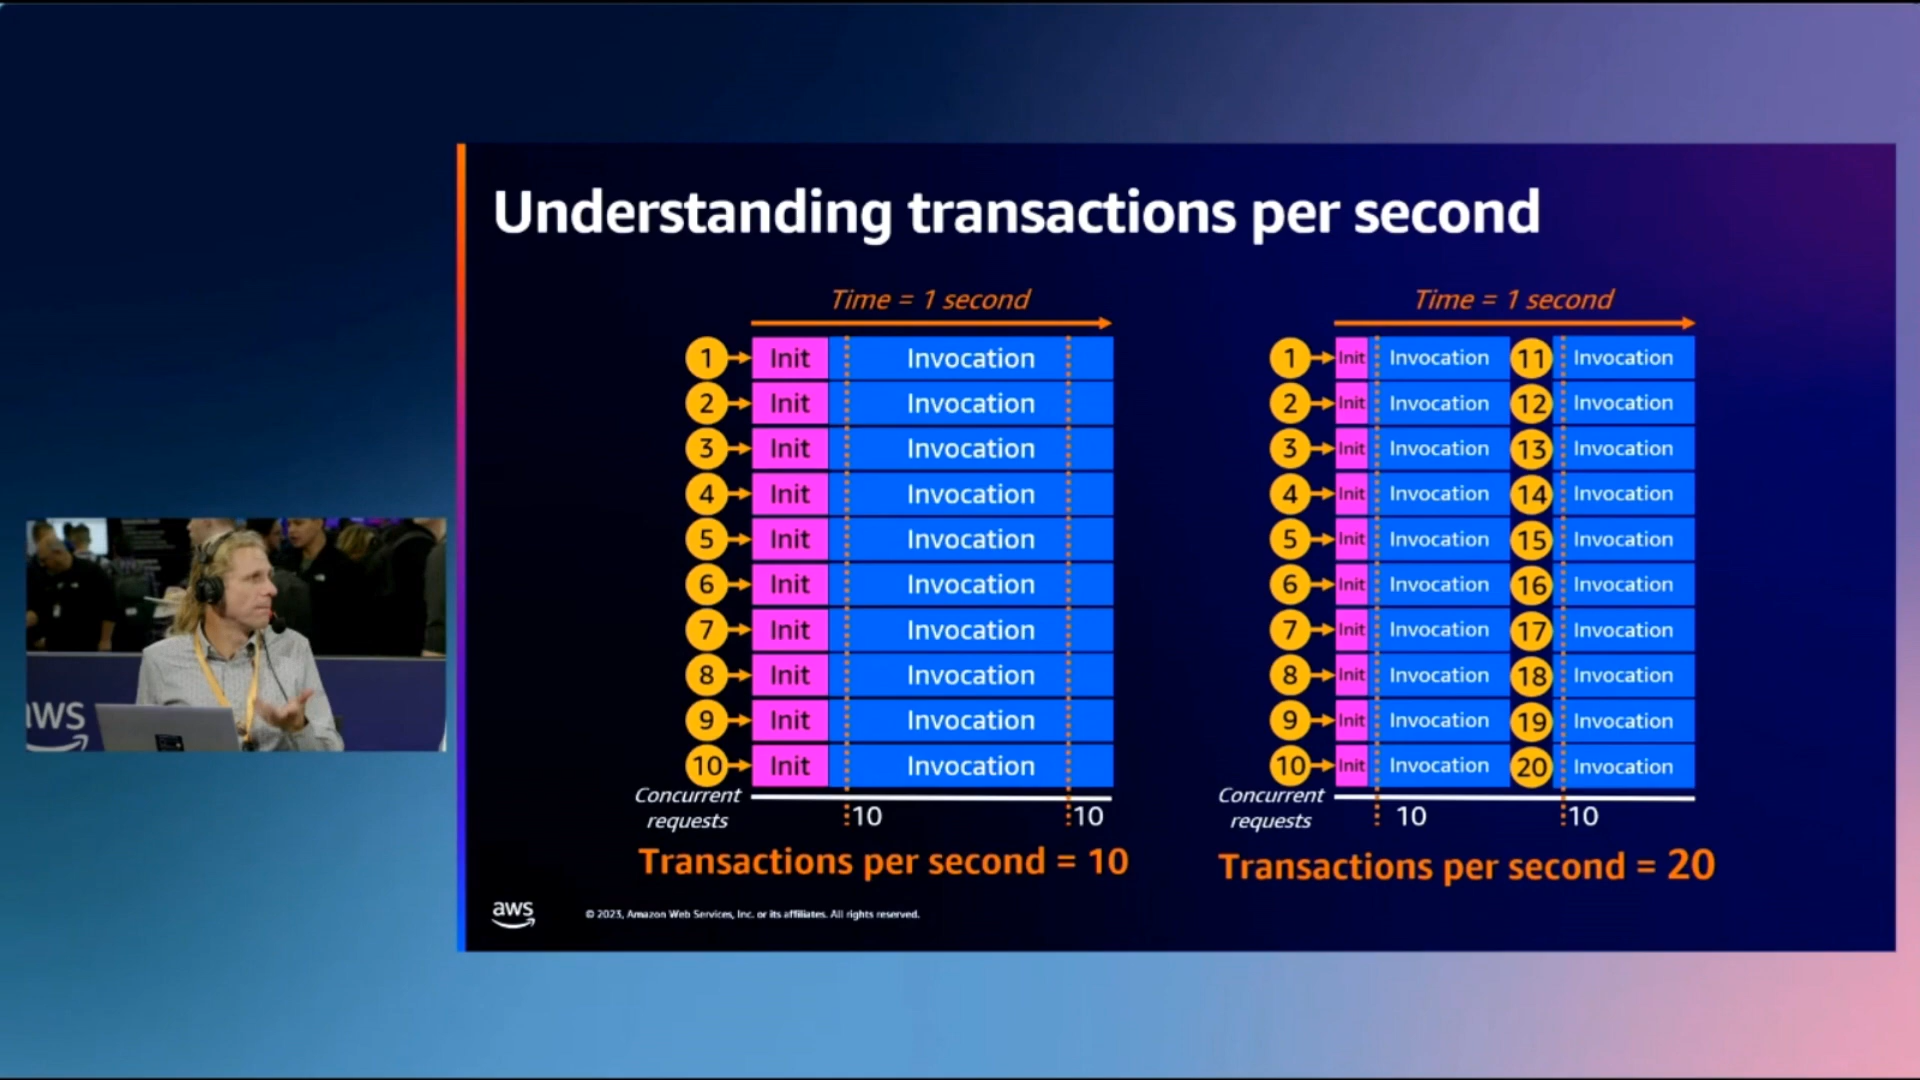 Understanding transactions per second
Time = 1 second
1 Init Invocation
2 Init Invocation
3 Init Invocation
4 Init Invocation
5 Init Invocation
6 Init Invocation
7 Init Invocation
8 Init Invocation
9 Init Invocation
10 Init Invocation
Concurrent
requests
10 10
Transactions per second = 10
Time = 1 second
1 Init Invocation 11 Invocation
2 Init Invocation 12 Invocation
3 Init Invocation 13 Invocation
4 Init Invocation 14 Invocation
5 Init Invocation 15 Invocation
6 Init Invocation 16 Invocation
7 Init Invocation 17 Invocation
8 Init Invocation 18 Invocation
9 Init Invocation 19 Invocation
10 Init Invocation 20 Invocation
Concurrent
requests
10 10
Transactions per second = 20
aws
© 2023, Amazon Web Services, Inc. or its affiliates. All rights reserved.
aws